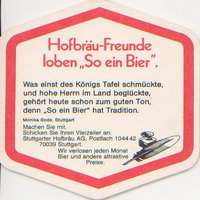 Hofbräu-Freunde
loben „So ein Bier".
Was einst des Königs Tafel schmückte,
und hohe Herrn im Land beglückte,
gehört heute schon zum guten Ton,
denn „So ein Bier" hat Tradition.
Monika Bode, Stuttgart
Machen Sie mit.
Schicken Sie Ihren Vierzeiler an:
Stuttgarter Hofbräu AG, Postfach 104442
70039 Stuttgart.
Wir verlosen jeden Monat
Bier und andere attraktive
Preise.